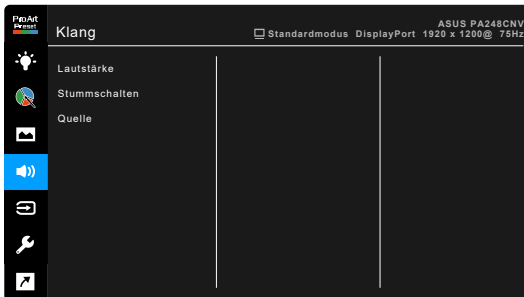 ProArt
Preset
Klang
ASUS PA248CNV
Standardmodus DisplayPort 1920 x 1200@ 75Hz
Lautstärke
Stummschalten
Quelle